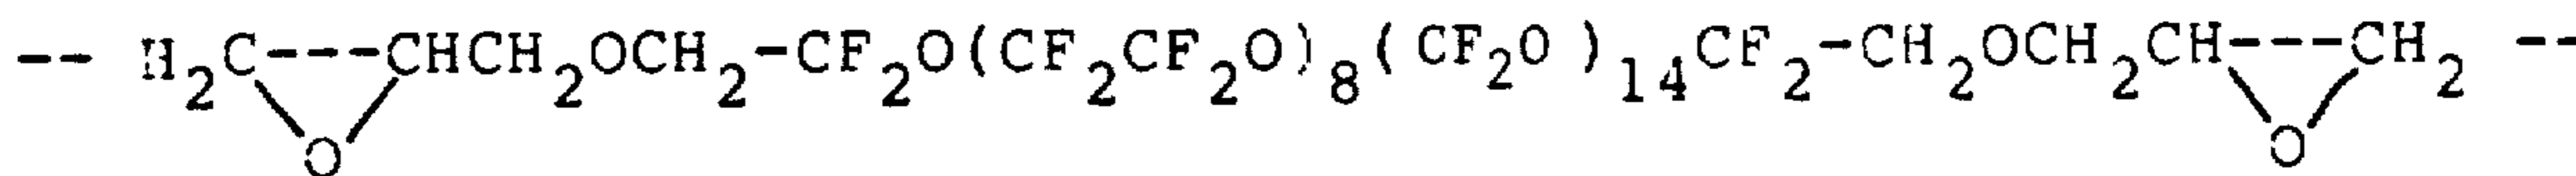 -- H₂C---CHCH₂OCH₂-CF₂O(CF₂CF₂O)₈(CF₂O)₁₄CF₂-CH₂OCH₂CH---CH₂ --
O O